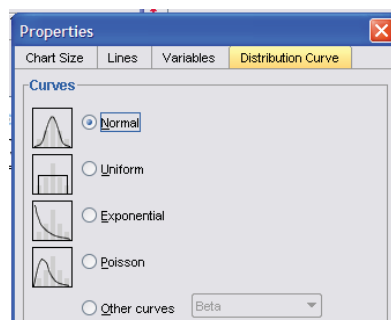 Properties
Chart Size Lines Variables Distribution Curve
Curves
Normal
Uniform
Exponential
Poisson
Other curves Beta